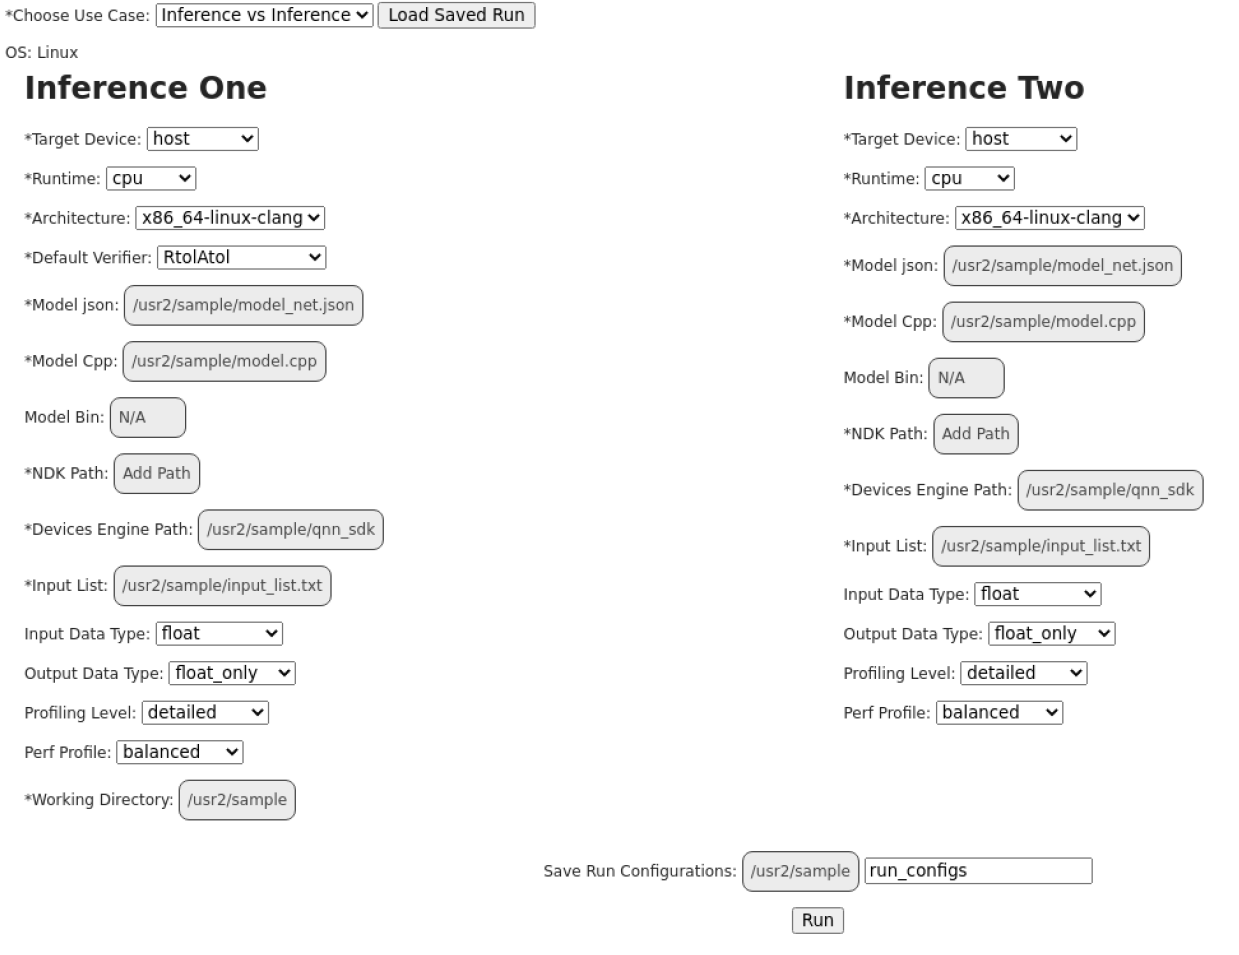 *Choose Use Case: Inference vs Inference Load Saved Run
OS: Linux
Inference One
*Target Device: host
*Runtime: cpu
*Architecture: x86_64-linux-clang
*Default Verifier: RtolAtol
*Model json: /usr2/sample/model_net.json
*Model Cpp: /usr2/sample/model.cpp
Model Bin: N/A
*NDK Path: Add Path
*Devices Engine Path: /usr2/sample/qnn_sdk
*Input List: /usr2/sample/input_list.txt
Input Data Type: float
Output Data Type: float_only
Profiling Level: detailed
Perf Profile: balanced
*Working Directory: /usr2/sample
Inference Two
*Target Device: host
*Runtime: cpu
*Architecture: x86_64-linux-clang
*Model json: /usr2/sample/model_net.json
*Model Cpp: /usr2/sample/model.cpp
Model Bin: N/A
*NDK Path: Add Path
*Devices Engine Path: /usr2/sample/qnn_sdk
*Input List: /usr2/sample/input_list.txt
Input Data Type: float
Output Data Type: float_only
Profiling Level: detailed
Perf Profile: balanced
Save Run Configurations: /usr2/sample run_configs
Run